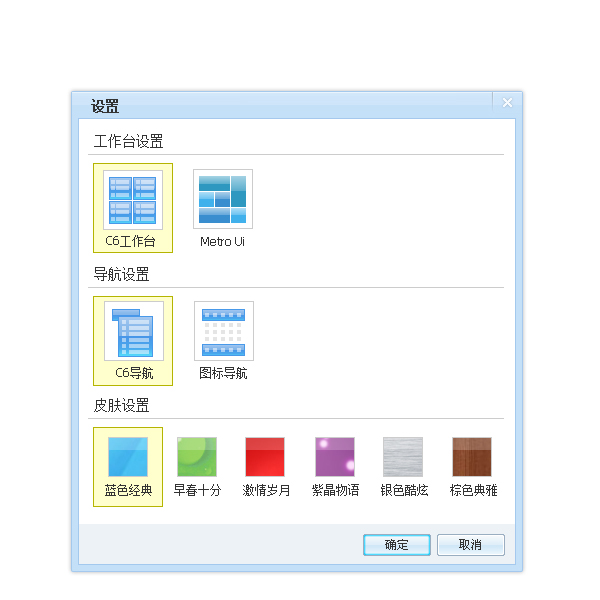 设置
工作台设置
C6工作台 Metro Ui
导航设置
C6导航 图标导航
皮肤设置
蓝色经典 早春十分 激情岁月 紫晶物语 银色酷炫 棕色典雅
确定 取消